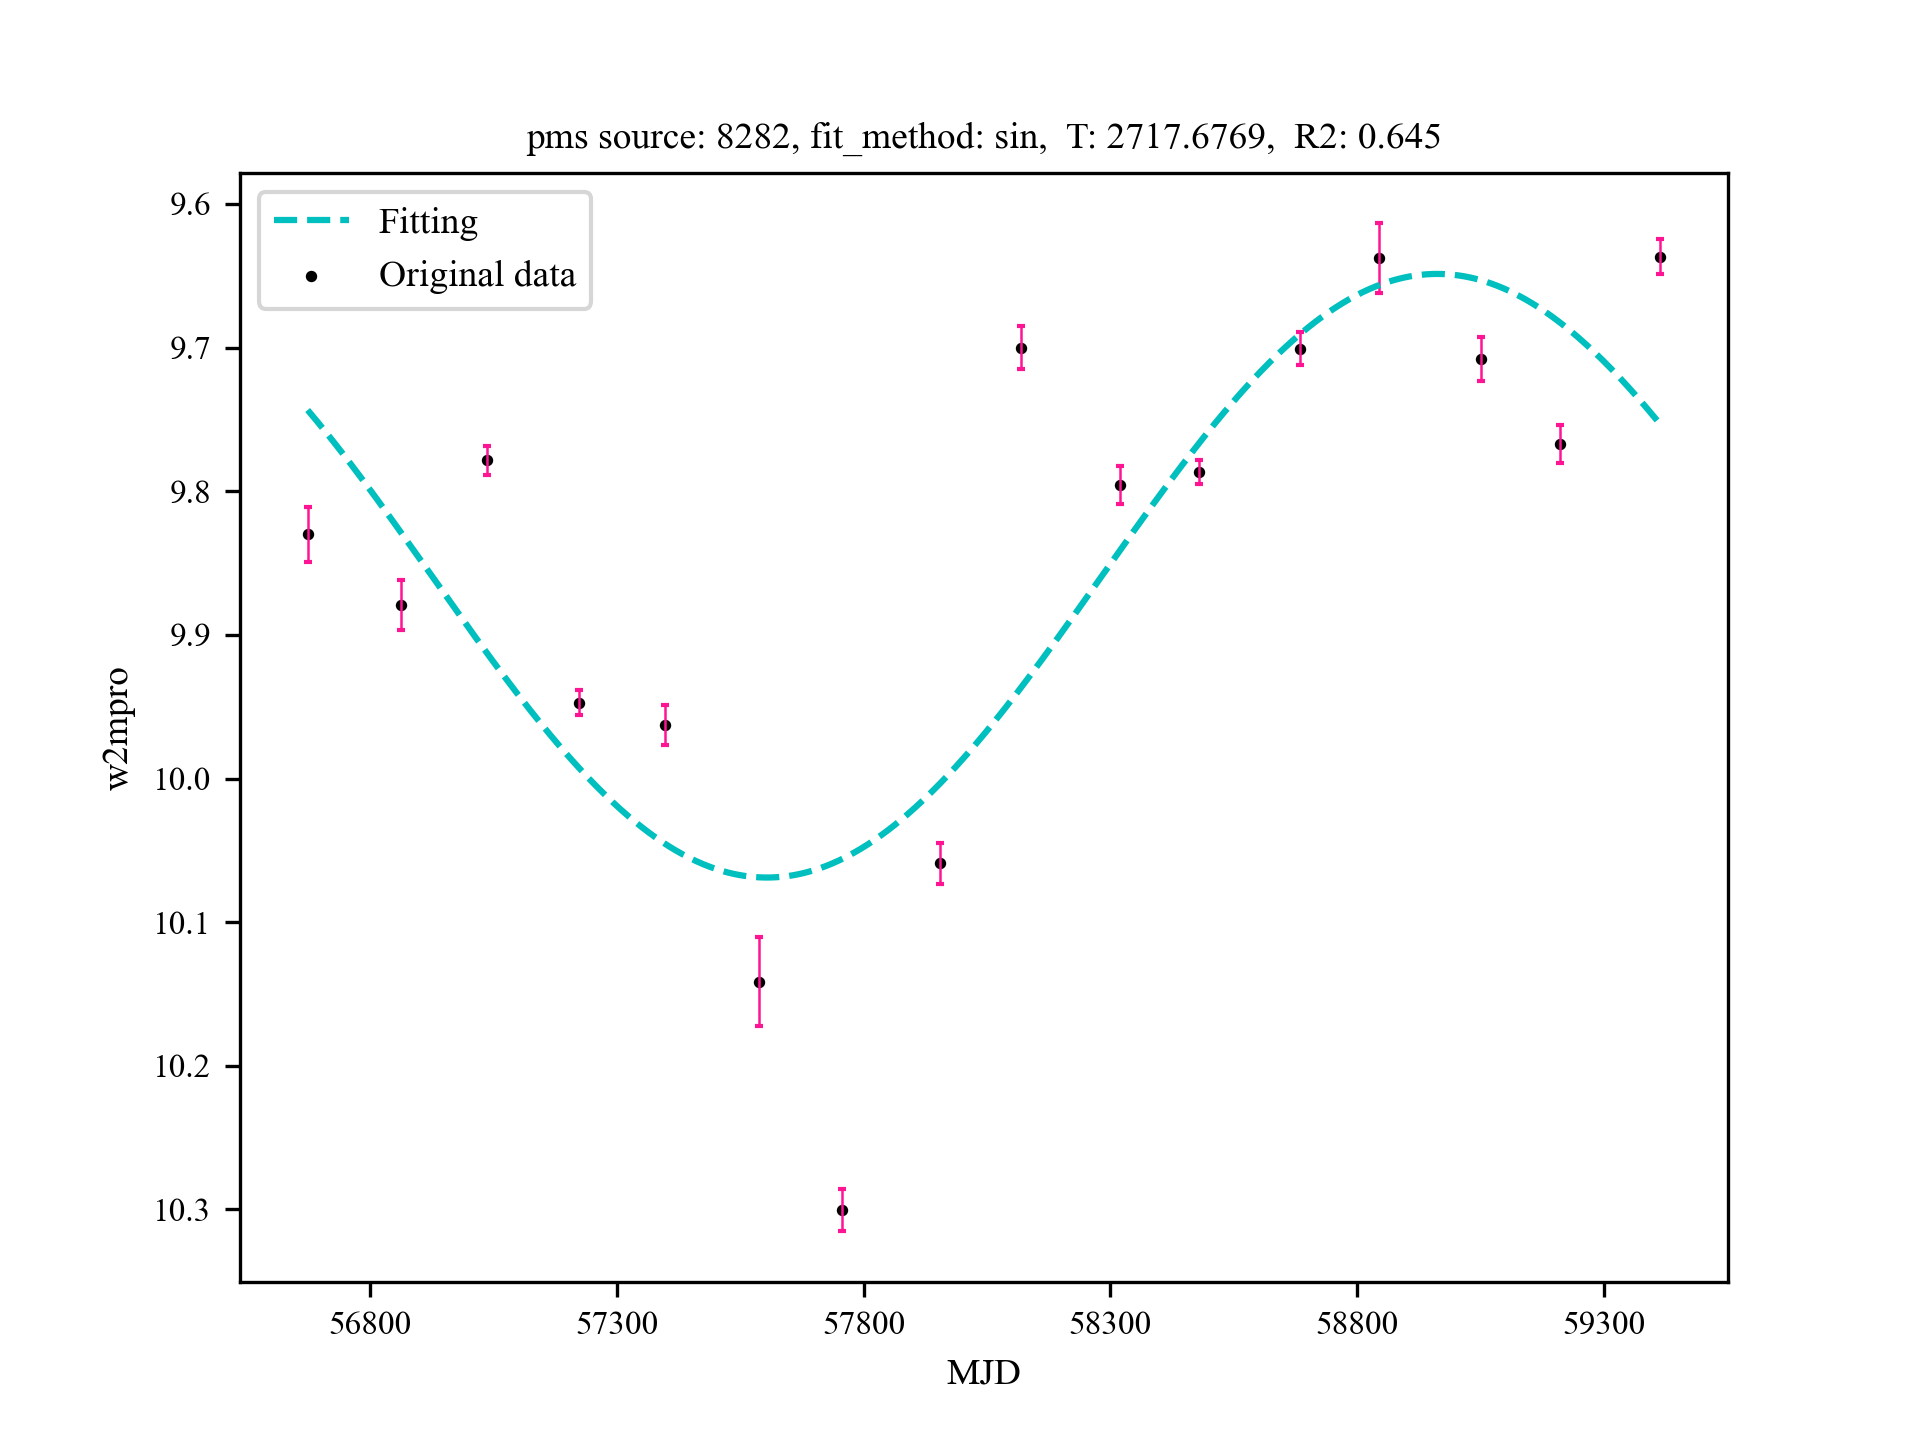 pms source: 8282, fit_method: sin,  T: 2717.6769,  R2: 0.645
Fitting
Original data
9.6
9.7
9.8
9.9
10.0
10.1
10.2
10.3
w2mpro
56800 57300 57800 58300 58800 59300
MJD